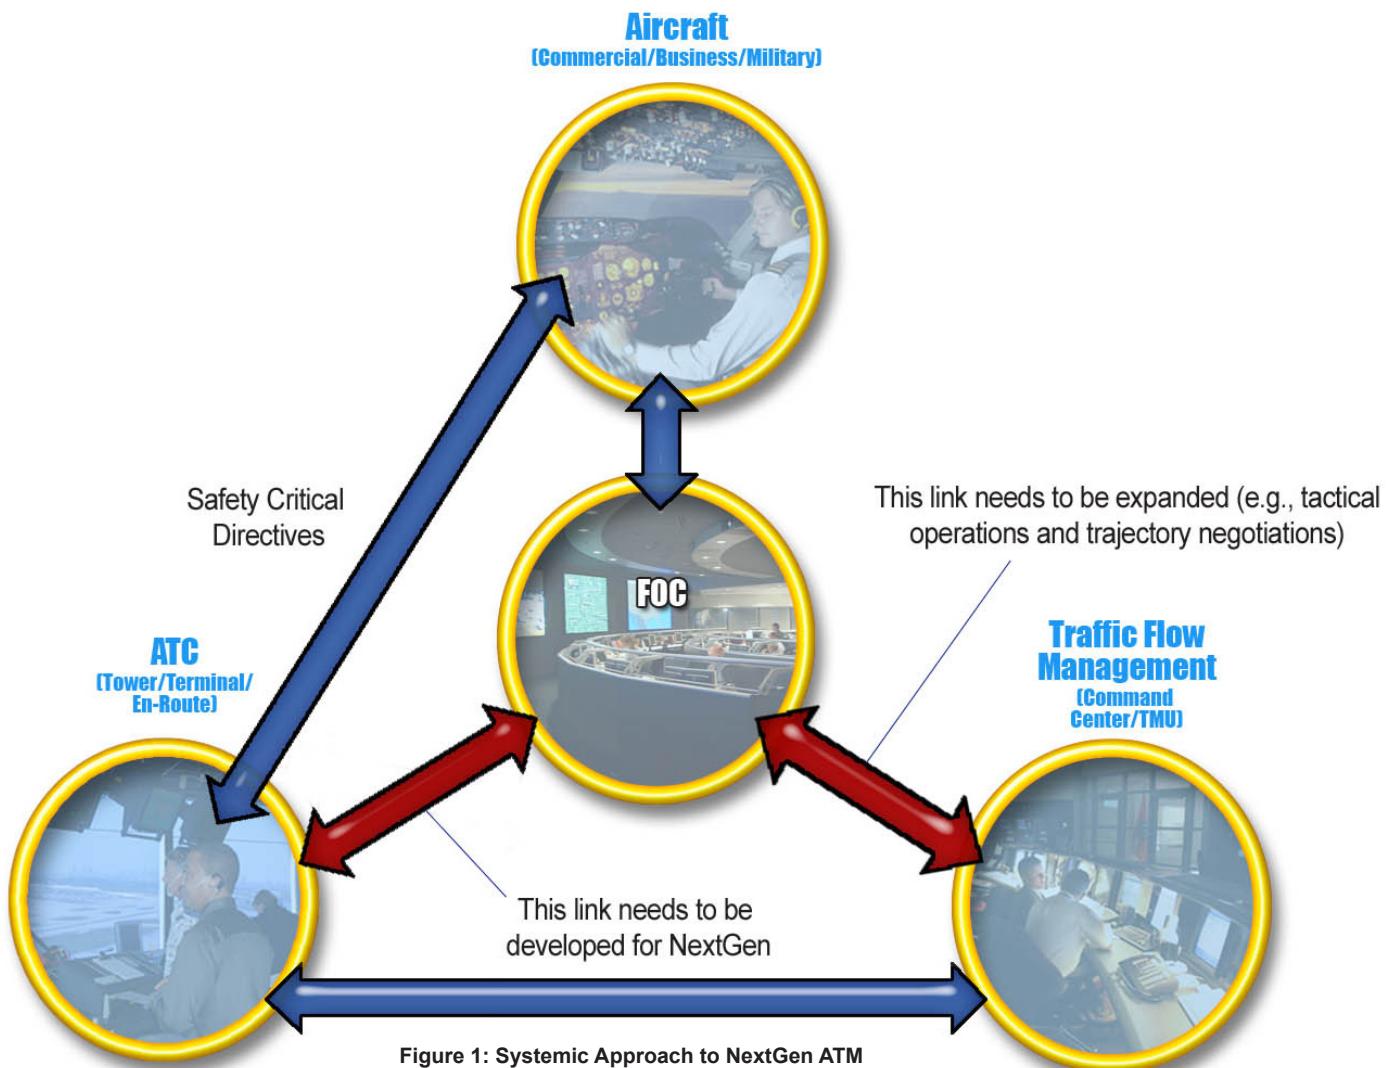 Aircraft
(Commercial/Business/Military)
Safety Critical
Directives
This link needs to be expanded (e.g., tactical
operations and trajectory negotiations)
FOC
ATC
(Tower/Terminal/
En-Route)
Traffic Flow
Management
(Command
Center/TMU)
This link needs to be
developed for NextGen
Figure 1: Systemic Approach to NextGen ATM